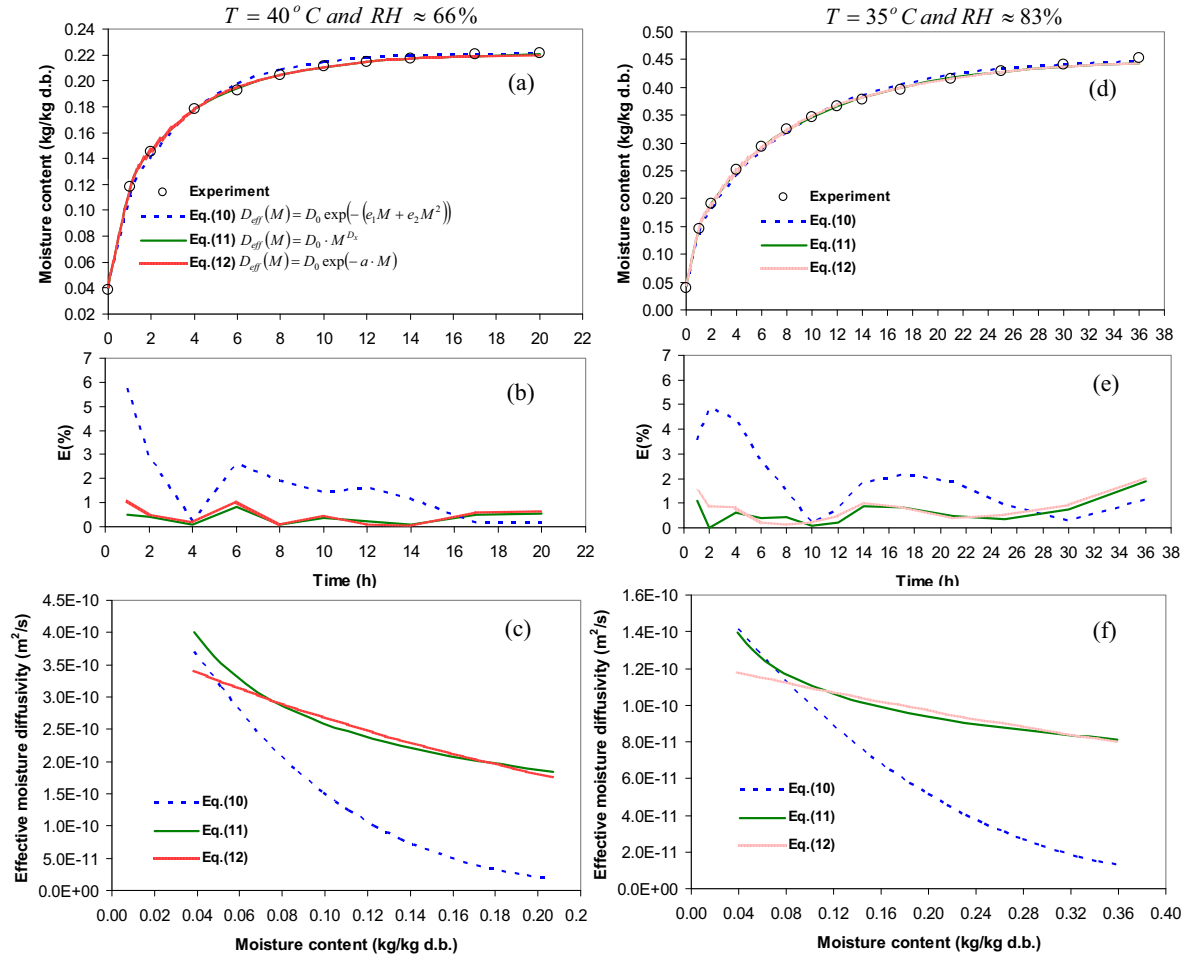 T = 40° C and RH ≈ 66%
0.24
0.22
0.20
0.18
0.16
0.14
0.12
0.10
0.08
0.06
0.04
0.02
Moisture content (kg/kg d.b.)
(a)
Experiment
Eq.(10) D_eff(M) = D_0 exp(−(e_1M + e_2M²))
Eq.(11) D_eff(M) = D_0 · M^{D_x}
Eq.(12) D_eff(M) = D_0 exp(−a · M)
0 2 4 6 8 10 12 14 16 18 20 22
7
6
5
4
3
2
1
0
E(%)
(b)
0 2 4 6 8 10 12 14 16 18 20 22
Time (h)
4.5E-10
4.0E-10
3.5E-10
3.0E-10
2.5E-10
2.0E-10
1.5E-10
1.0E-10
5.0E-11
0.0E+00
Effective moisture diffusivity (m²/s)
(c)
Eq.(10)
Eq.(11)
Eq.(12)
0.00 0.02 0.04 0.06 0.08 0.10 0.12 0.14 0.16 0.18 0.20 0.2
Moisture content (kg/kg d.b.)
T = 35° C and RH ≈ 83%
0.50
0.45
0.40
0.35
0.30
0.25
0.20
0.15
0.10
0.05
0.00
Moisture content (kg/kg d.b.)
(d)
Experiment
Eq.(10)
Eq.(11)
Eq.(12)
0 2 4 6 8 10 12 14 16 18 20 22 24 26 28 30 32 34 36 38
7
6
5
4
3
2
1
0
E(%)
(e)
0 2 4 6 8 10 12 14 16 18 20 22 24 26 28 30 32 34 36 38
Time (h)
1.6E-10
1.4E-10
1.2E-10
1.0E-10
8.0E-11
6.0E-11
4.0E-11
2.0E-11
0.0E+00
Effective moisture diffusivity (m²/s)
(f)
Eq.(10)
Eq.(11)
Eq.(12)
0.00 0.04 0.08 0.12 0.16 0.20 0.24 0.28 0.32 0.36 0.40
Moisture content (kg/kg d.b.)